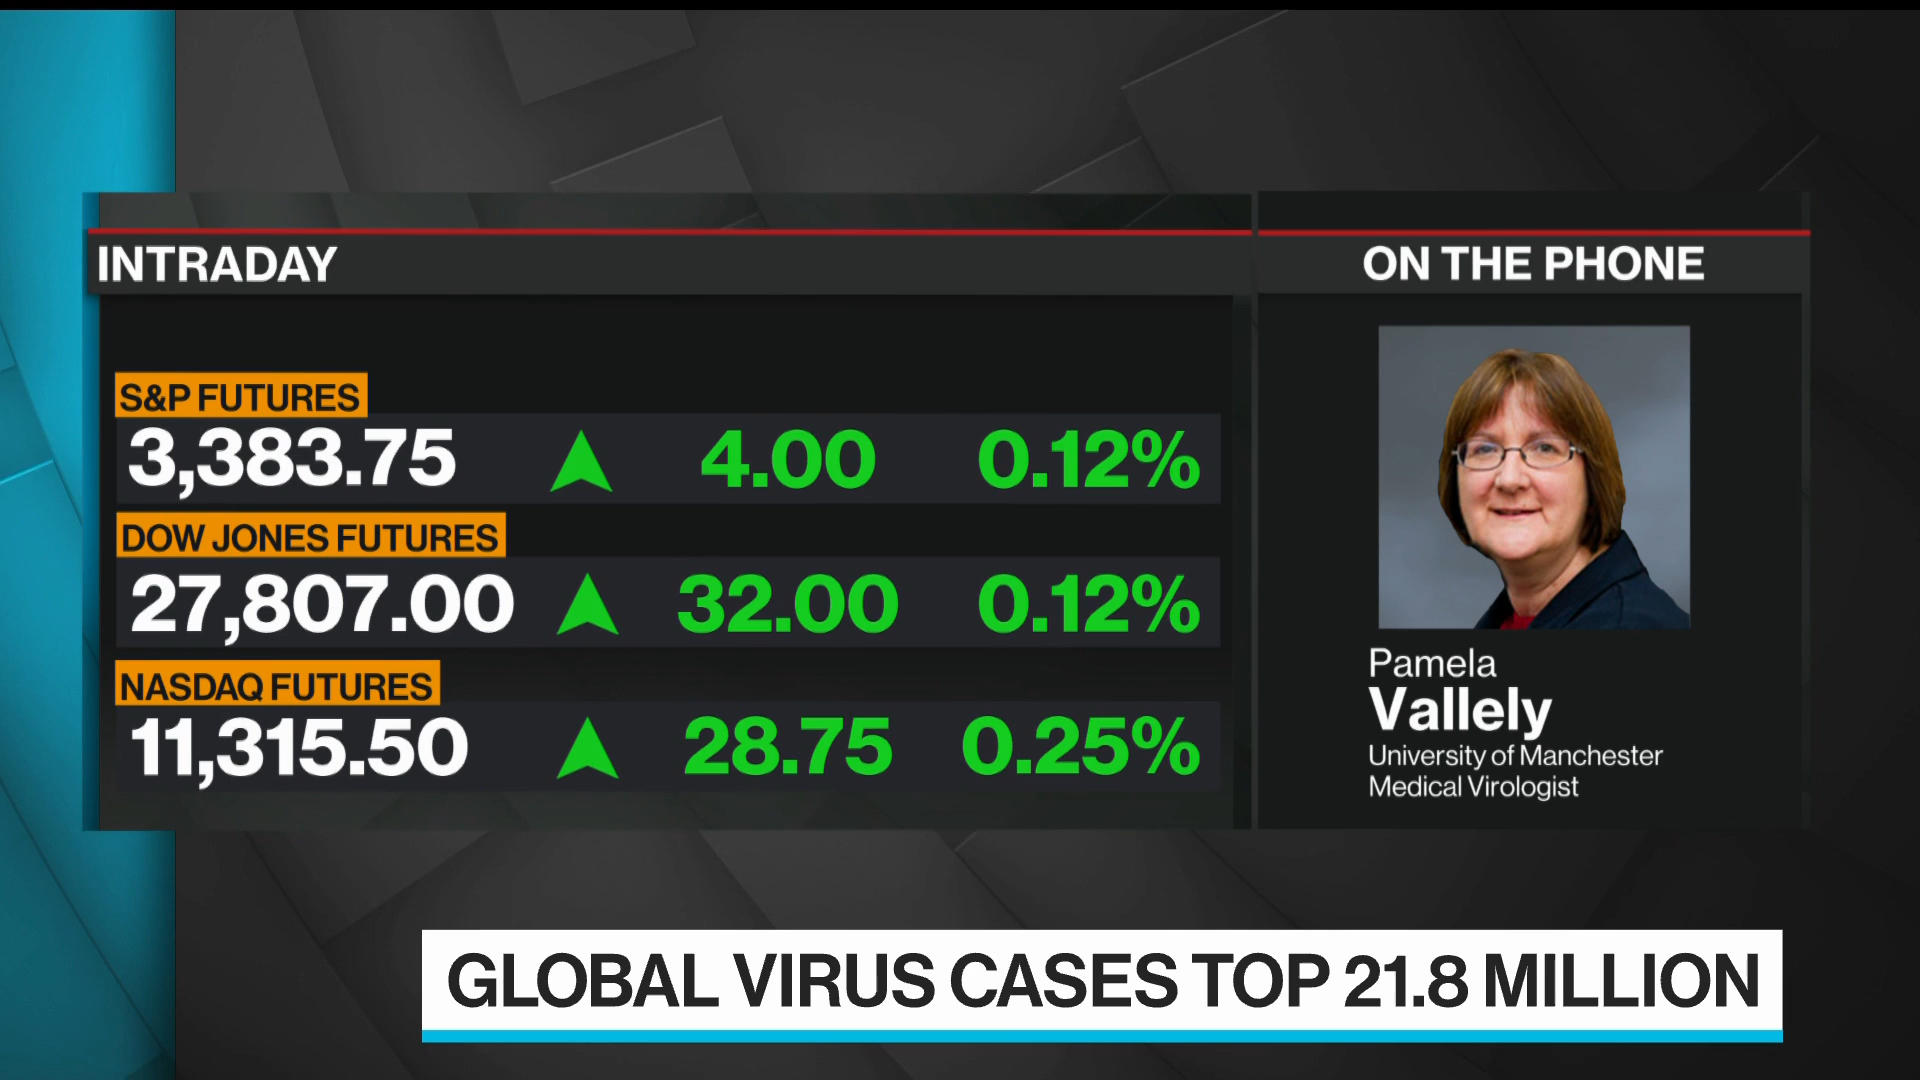 INTRADAY
S&P FUTURES
3,383.75 4.00 0.12%
DOW JONES FUTURES
27,807.00 32.00 0.12%
NASDAQ FUTURES
11,315.50 28.75 0.25%
ON THE PHONE
Pamela
Vallely
University of Manchester
Medical Virologist
GLOBAL VIRUS CASES TOP 21.8 MILLION